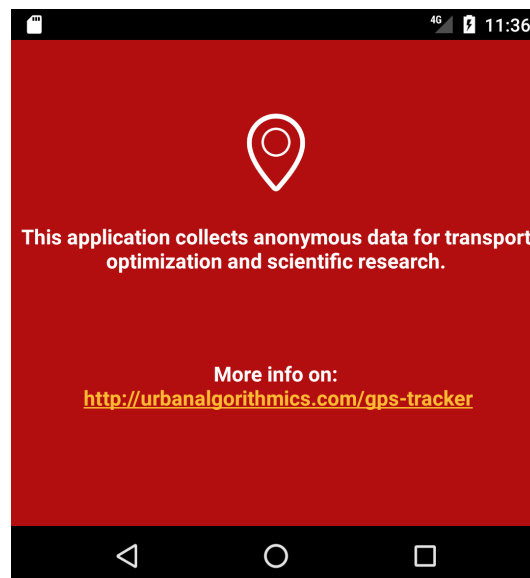 4G 11:36
This application collects anonymous data for transport
optimization and scientific research.
More info on:
http://urbanalgorithmics.com/gps-tracker